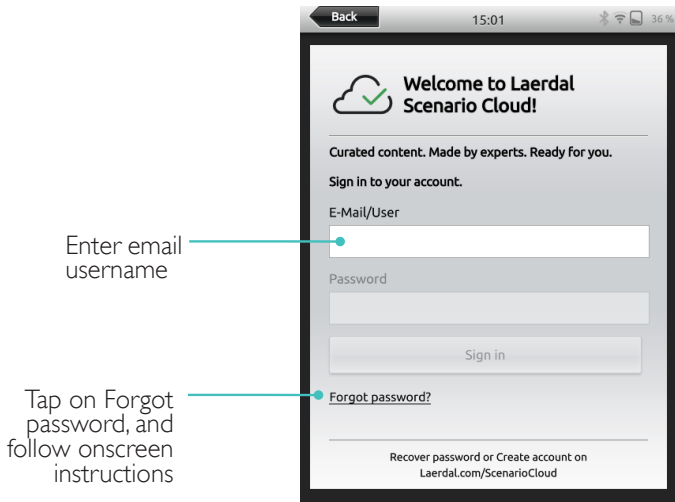 Back
15:01
36 %
Welcome to Laerdal
Scenario Cloud!
Curated content. Made by experts. Ready for you.
Sign in to your account.
E-Mail/User
Enter email
username
Password
Sign in
Forgot password?
Tap on Forgot
password, and
follow onscreen
instructions
Recover password or Create account on
Laerdal.com/ScenarioCloud